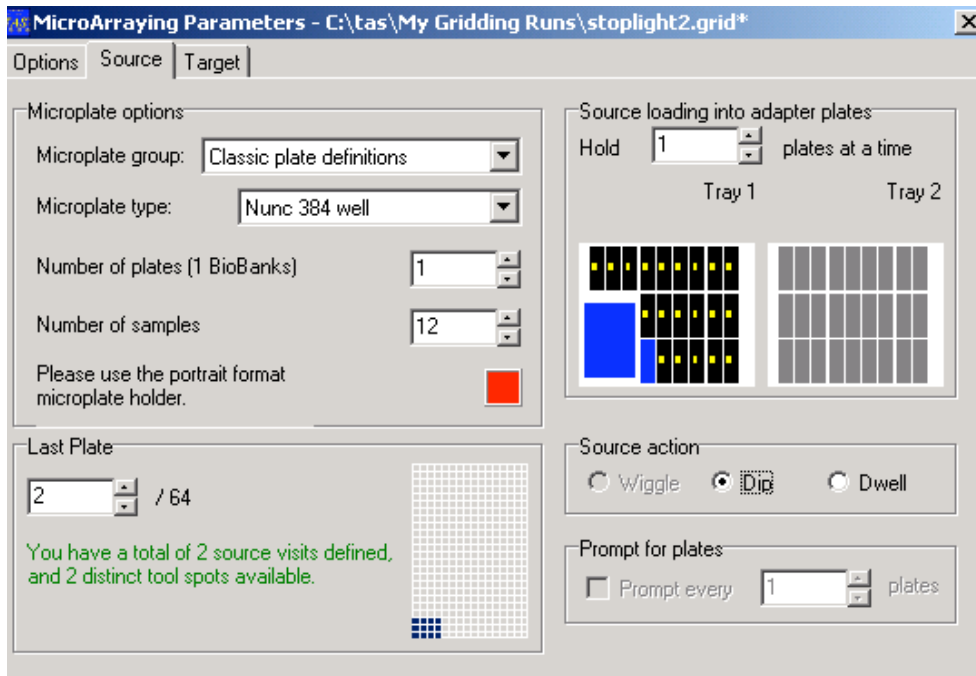 TAS MicroArraying Parameters - C:\tas\My Gridding Runs\stoplight2.grid*
Options Source Target
Microplate options
Microplate group: Classic plate definitions
Microplate type: Nunc 384 well
Number of plates (1 BioBanks) 1
Number of samples 12
Please use the portrait format
microplate holder.
Source loading into adapter plates
Hold 1 plates at a time
Tray 1 Tray 2
Last Plate
2 / 64
You have a total of 2 source visits defined,
and 2 distinct tool spots available.
Source action
Wiggle Dip Dwell
Prompt for plates
Prompt every 1 plates